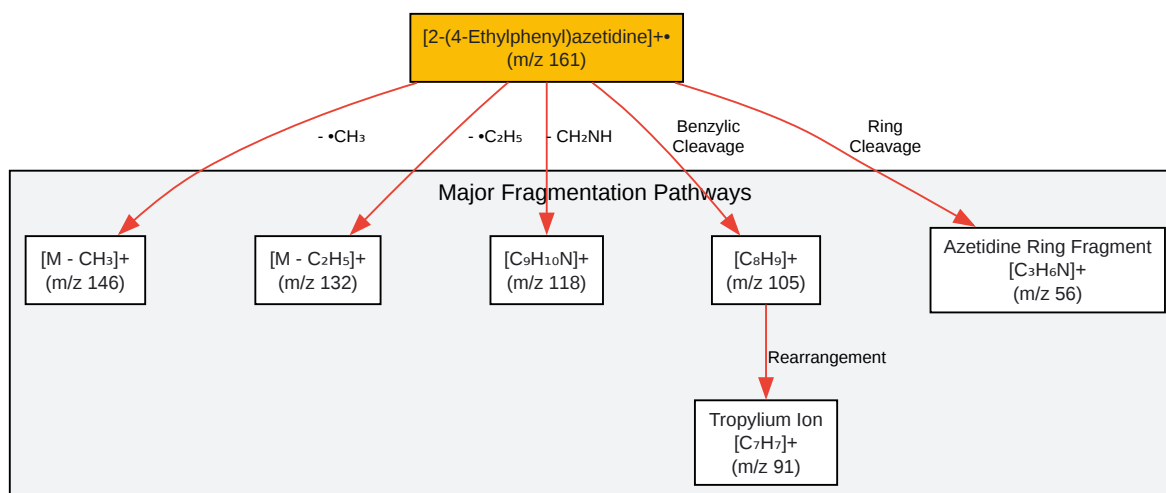 [2-(4-Ethylphenyl)azetidine]+•
(m/z 161)
- •CH₃
- •C₂H₅
- CH₂NH
Benzylic
Cleavage
Ring
Cleavage
Major Fragmentation Pathways
[M - CH₃]+
(m/z 146)
[M - C₂H₅]+
(m/z 132)
[C₉H₁₀N]+
(m/z 118)
[C₈H₉]+
(m/z 105)
Azetidine Ring Fragment
[C₃H₆N]+
(m/z 56)
Rearrangement
Tropylium Ion
[C₇H₇]+
(m/z 91)